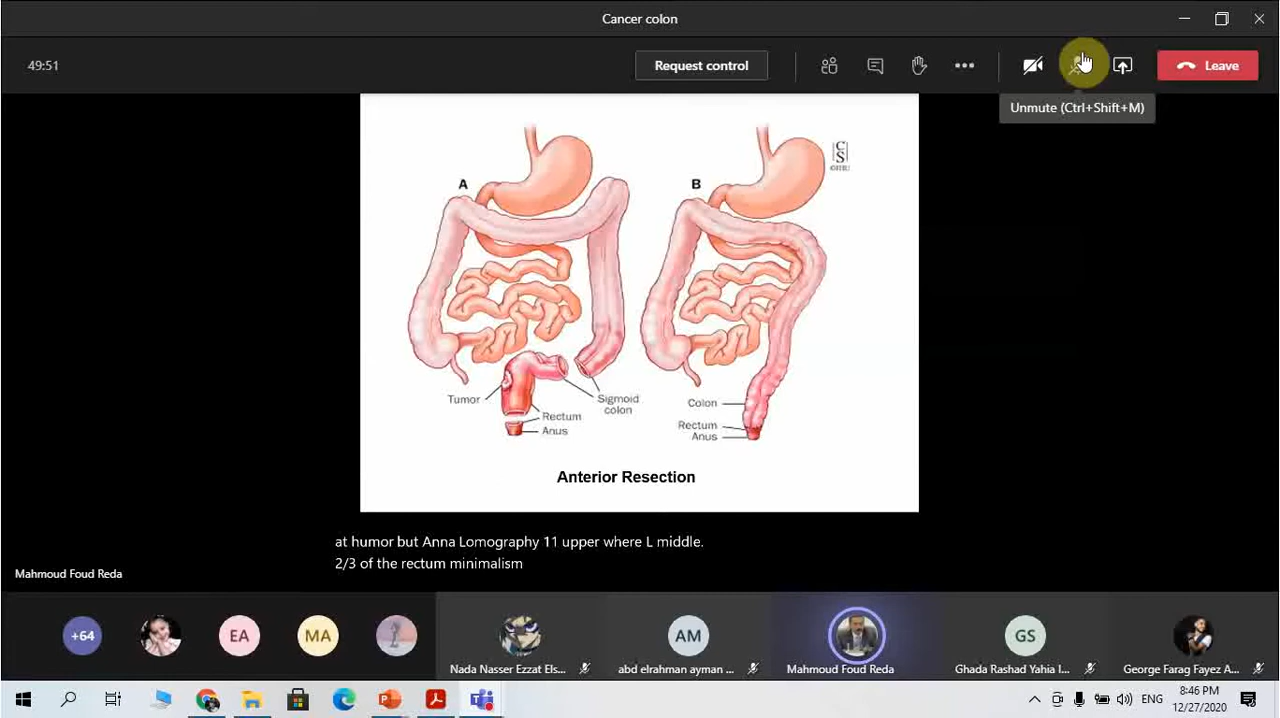 Cancer colon
49:51
Request control
Leave
Unmute (Ctrl+Shift+M)
A
B
C
S
Tumor
Sigmoid
colon
Rectum
Anus
Colon
Rectum
Anus
Anterior Resection
at humor but Anna Lomography 11 upper where L middle.
2/3 of the rectum minimalism
Mahmoud Foud Reda
+64
EA
MA
AM
GS
Nada Nasser Ezzat Els...
abd elrahman ayman ...
Mahmoud Foud Reda
Ghada Rashad Yahia I...
George Farag Fayez A...
ENG
8:46 PM
12/27/2020